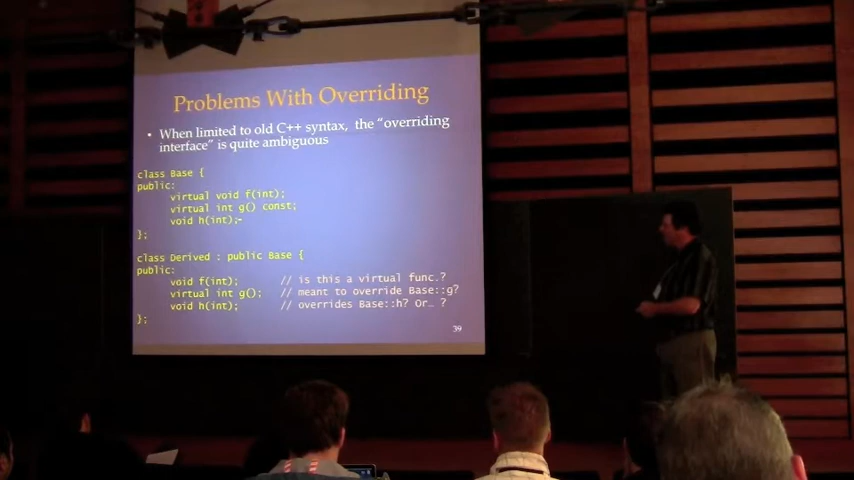 Problems With Overriding
• When limited to old C++ syntax, the “overriding
interface” is quite ambiguous
class Base {
public:
virtual void f(int);
virtual int g() const;
void h(int);
};
class Derived : public Base {
public:
void f(int); // is this a virtual func.?
virtual int g(); // meant to override Base::g?
void h(int); // overrides Base::h? Or… ?
};
39